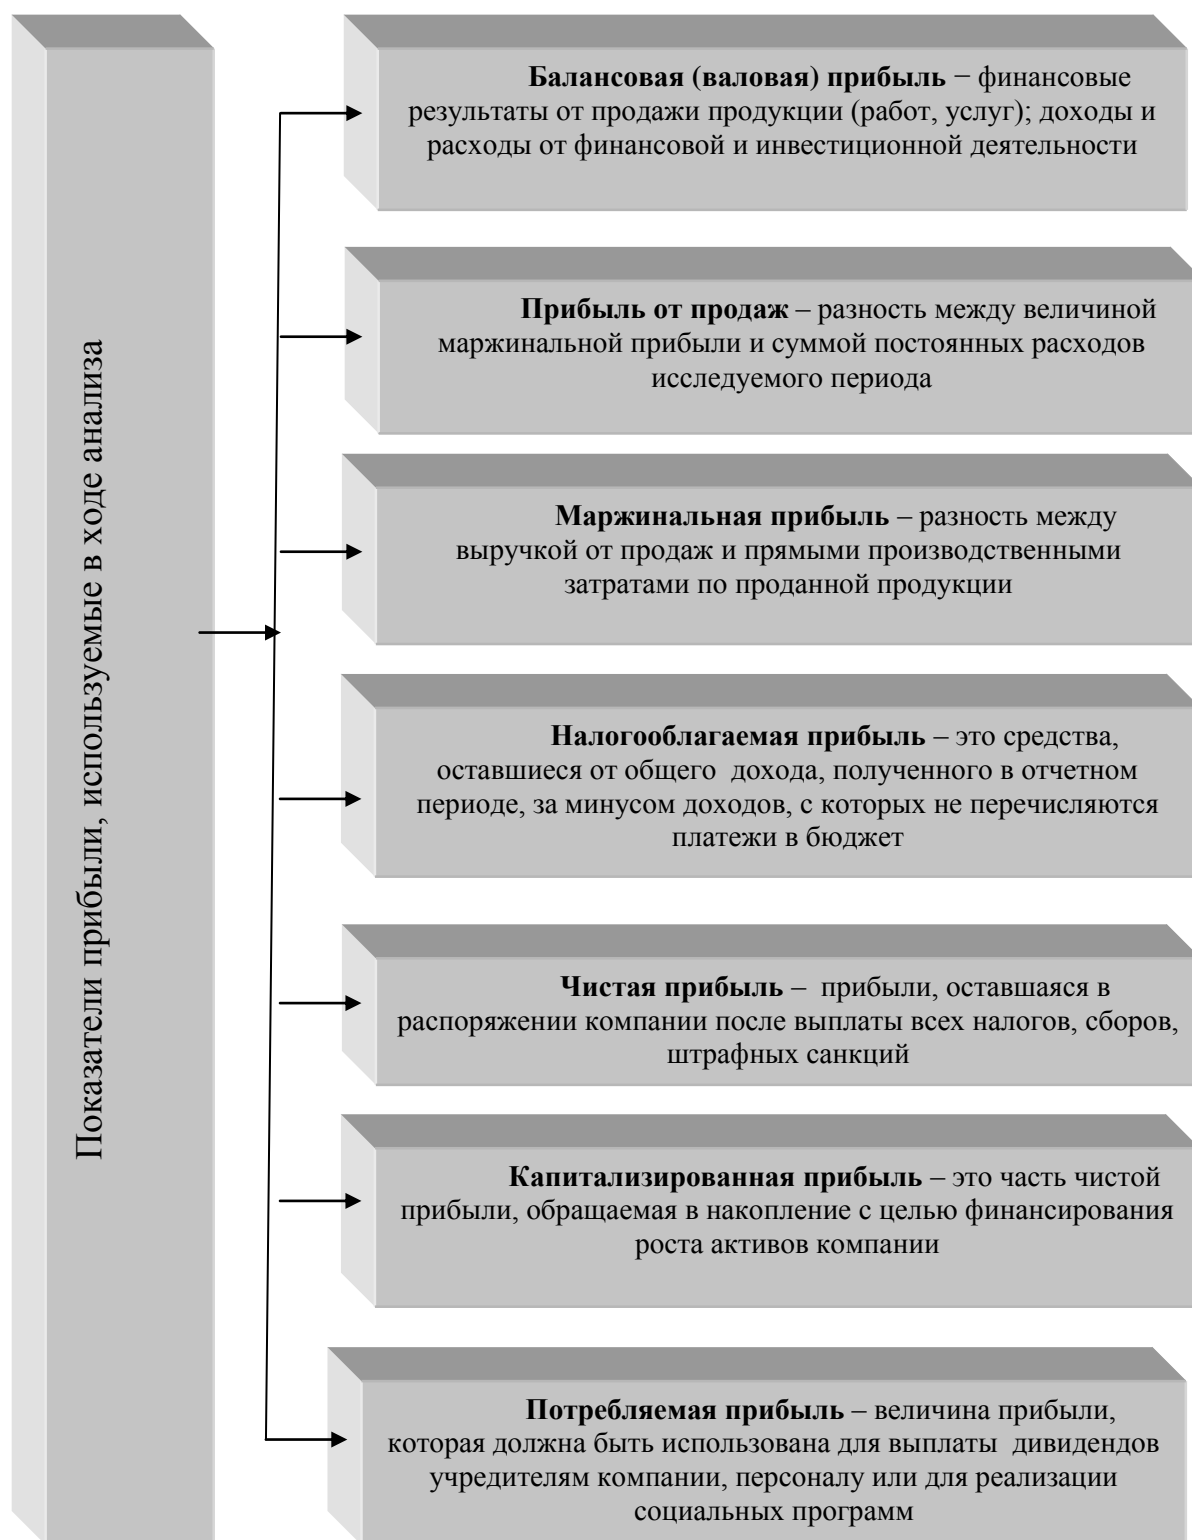 Показатели прибыли, используемые в ходе анализа
Балансовая (валовая) прибыль − финансовые
результаты от продажи продукции (работ, услуг); доходы и
расходы от финансовой и инвестиционной деятельности
Прибыль от продаж – разность между величиной
маржинальной прибыли и суммой постоянных расходов
исследуемого периода
Маржинальная прибыль – разность между
выручкой от продаж и прямыми производственными
затратами по проданной продукции
Налогооблагаемая прибыль – это средства,
оставшиеся от общего  дохода, полученного в отчетном
периоде, за минусом доходов, с которых не перечисляются
платежи в бюджет
Чистая прибыль –  прибыли, оставшаяся в
распоряжении компании после выплаты всех налогов, сборов,
штрафных санкций
Капитализированная прибыль – это часть чистой
прибыли, обращаемая в накопление с целью финансирования
роста активов компании
Потребляемая прибыль – величина прибыли,
которая должна быть использована для выплаты  дивидендов
учредителям компании, персоналу или для реализации
социальных программ